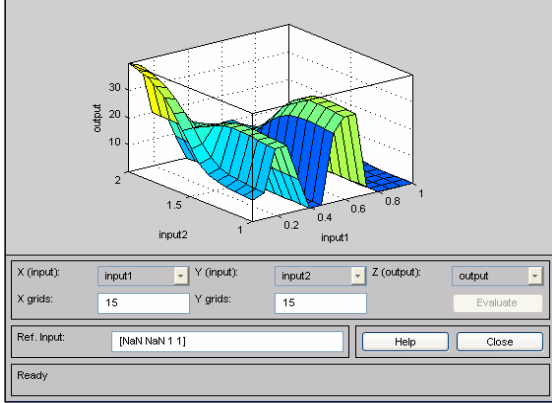 30
20
10
output
2
1.5
1
input2
0.2
0.4
0.6
0.8
1
input1
X (input): input1 Y (input): input2 Z (output): output
X grids: 15 Y grids: 15 Evaluate
Ref. Input: [NaN NaN 1 1] Help Close
Ready